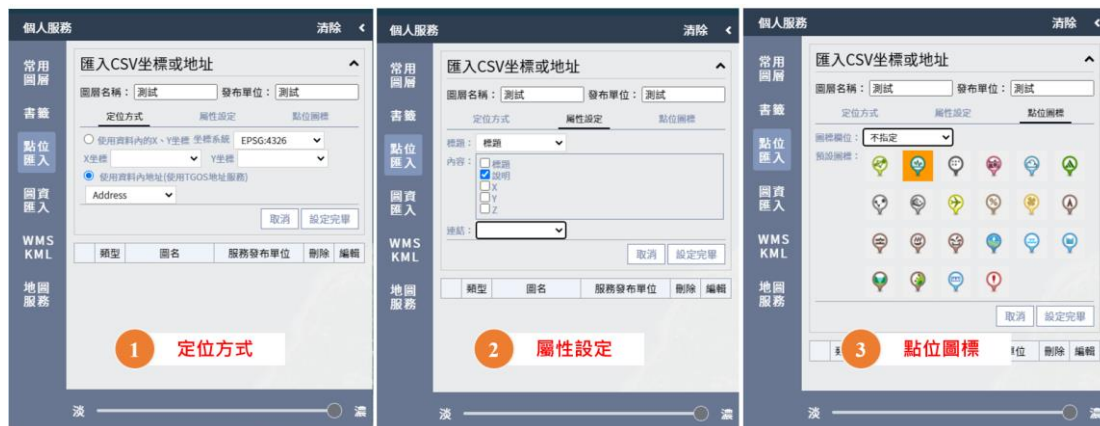 個人服務 清除 <
常用圖層
書籤
點位匯入
圖資匯入
WMS KML
地圖服務
匯入CSV坐標或地址
圖層名稱： 測試 發布單位： 測試
定位方式 屬性設定 點位圖標
使用資料內的X、Y坐標 坐標系統 EPSG:4326
X坐標 Y坐標
使用資料內地址(使用TGOS地址服務)
Address
取消 設定完畢
類型 圖名 服務發布單位 刪除 編輯
1 定位方式
淡 濃
個人服務 清除 <
常用圖層
書籤
點位匯入
圖資匯入
WMS KML
地圖服務
匯入CSV坐標或地址
圖層名稱： 測試 發布單位： 測試
定位方式 屬性設定 點位圖標
標題： 標題
內容： 標題
說明
X
Y
Z
連結：
取消 設定完畢
類型 圖名 服務發布單位 刪除 編輯
2 屬性設定
淡 濃
個人服務 清除 <
常用圖層
書籤
點位匯入
圖資匯入
WMS KML
地圖服務
匯入CSV坐標或地址
圖層名稱： 測試 發布單位： 測試
定位方式 屬性設定 點位圖標
圖標欄位： 不指定
預設圖標：
取消 設定完畢
單位 刪除 編輯
3 點位圖標
淡 濃